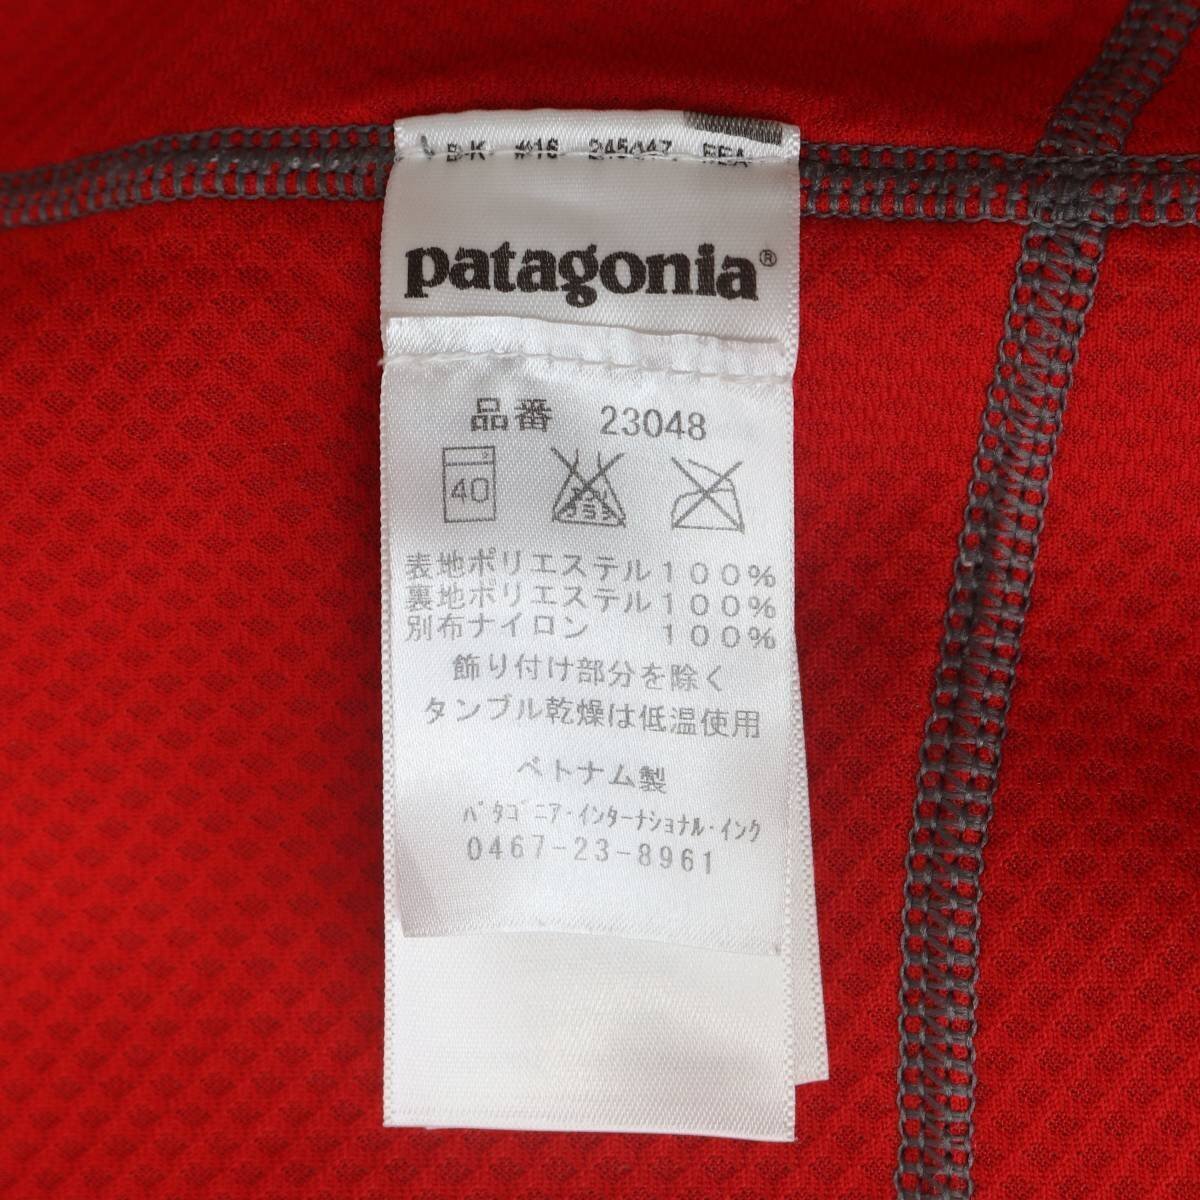 B-K #16
patagonia®
品番 23048
40
表地ポリエステル100%
裏地ポリエステル100%
別布ナイロン 100%
飾り付け部分を除く
タンブル乾燥は低温使用
ベトナム製
パタゴニア・インターナショナル・インク
0467-23-8961